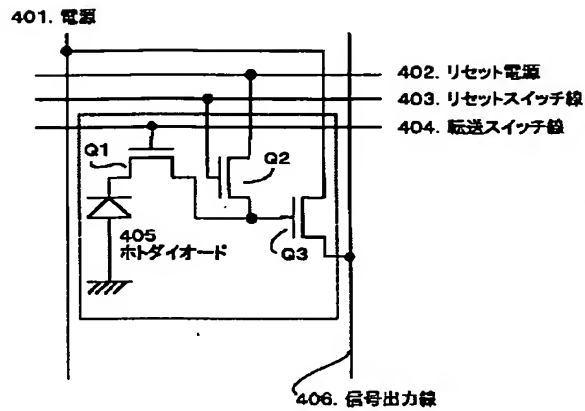 401. 電源
402. リセット電源
403. リセットスイッチ線
404. 転送スイッチ線
Q1
Q2
405
ホトダイオード
Q3
406. 信号出力線